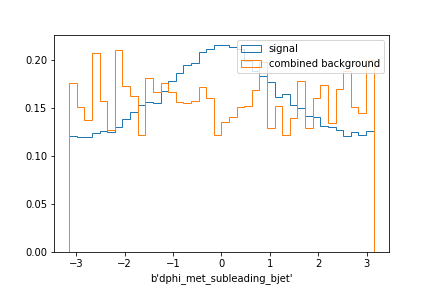 signal
combined background
0.20
0.15
0.10
0.05
0.00
−3 −2 −1 0 1 2 3
b'dphi_met_subleading_bjet'